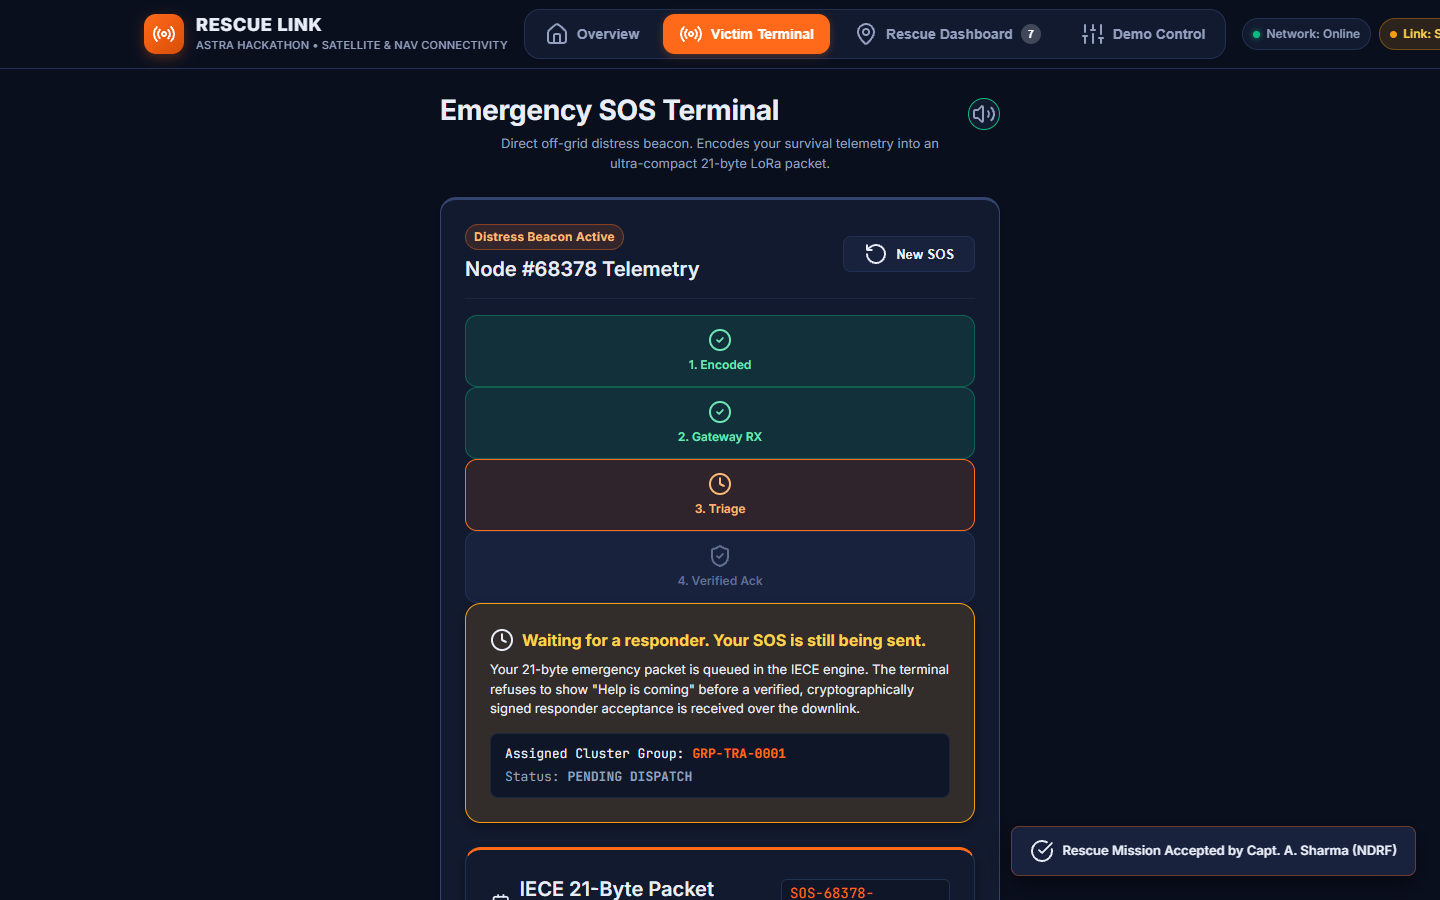 RESCUE LINK
ASTRA HACKATHON • SATELLITE & NAV CONNECTIVITY
Overview
Victim Terminal
Rescue Dashboard 7
Demo Control
Network: Online
Link: S
Emergency SOS Terminal
Direct off-grid distress beacon. Encodes your survival telemetry into an
ultra-compact 21-byte LoRa packet.
Distress Beacon Active
Node #68378 Telemetry
New SOS
1. Encoded
2. Gateway RX
3. Triage
4. Verified Ack
Waiting for a responder. Your SOS is still being sent.
Your 21-byte emergency packet is queued in the IECE engine. The terminal
refuses to show "Help is coming" before a verified, cryptographically
signed responder acceptance is received over the downlink.
Assigned Cluster Group: GRP-TRA-0001
Status: PENDING DISPATCH
Rescue Mission Accepted by Capt. A. Sharma (NDRF)
IECE 21-Byte Packet
SOS-68378-